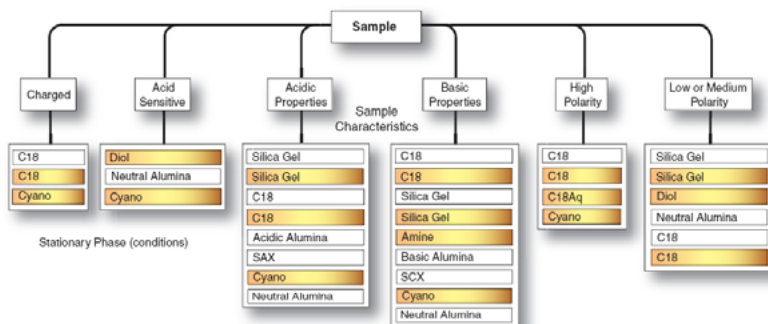 Sample
Charged
Acid
Sensitive
Acidic
Properties
Basic
Properties
High
Polarity
Low or Medium
Polarity
Sample
Characteristics
C18
C18
Cyano
Diol
Neutral Alumina
Cyano
Silica Gel
Silica Gel
C18
C18
Acidic Alumina
SAX
Cyano
Neutral Alumina
C18
C18
Silica Gel
Silica Gel
Amine
Basic Alumina
SCX
Cyano
Neutral Alumina
C18
C18
C18Aq
Cyano
Silica Gel
Silica Gel
Diol
Neutral Alumina
C18
C18
Stationary Phase (conditions)